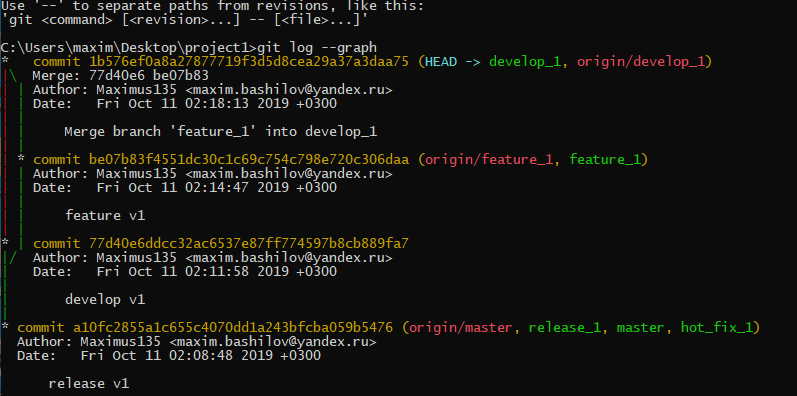 Use '--' to separate paths from revisions, like this:
'git <command> [<revision>...] -- [<file>...]'
C:\Users\maxim\Desktop\project1>git log --graph
*   commit 1b576ef0a8a27877719f3d5d8cea29a37a3daa75 (HEAD -> develop_1, origin/develop_1)
|\  Merge: 77d40e6 be07b83
| | Author: Maximus135 <maxim.bashilov@yandex.ru>
| | Date:   Fri Oct 11 02:18:13 2019 +0300
| |
| |     Merge branch 'feature_1' into develop_1
| |
| * commit be07b83f4551dc30c1c69c754c798e720c306daa (origin/feature_1, feature_1)
| | Author: Maximus135 <maxim.bashilov@yandex.ru>
| | Date:   Fri Oct 11 02:14:47 2019 +0300
| |
| |     feature v1
| |
* | commit 77d40e6ddcc32ac6537e87ff774597b8cb889fa7
|/  Author: Maximus135 <maxim.bashilov@yandex.ru>
|   Date:   Fri Oct 11 02:11:58 2019 +0300
|
|       develop v1
|
* commit a10fc2855a1c655c4070dd1a243bfcba059b5476 (origin/master, release_1, master, hot_fix_1)
  Author: Maximus135 <maxim.bashilov@yandex.ru>
  Date:   Fri Oct 11 02:08:48 2019 +0300
      release v1